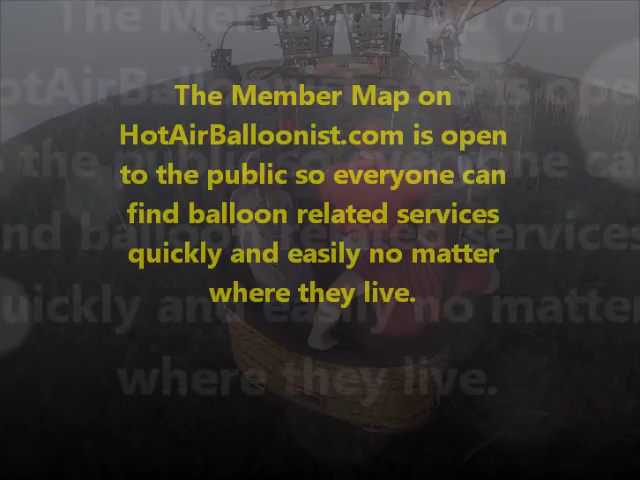 The Member Map on
HotAirBalloonist.com is open
to the public so everyone can
find balloon related services
quickly and easily no matter
where they live.